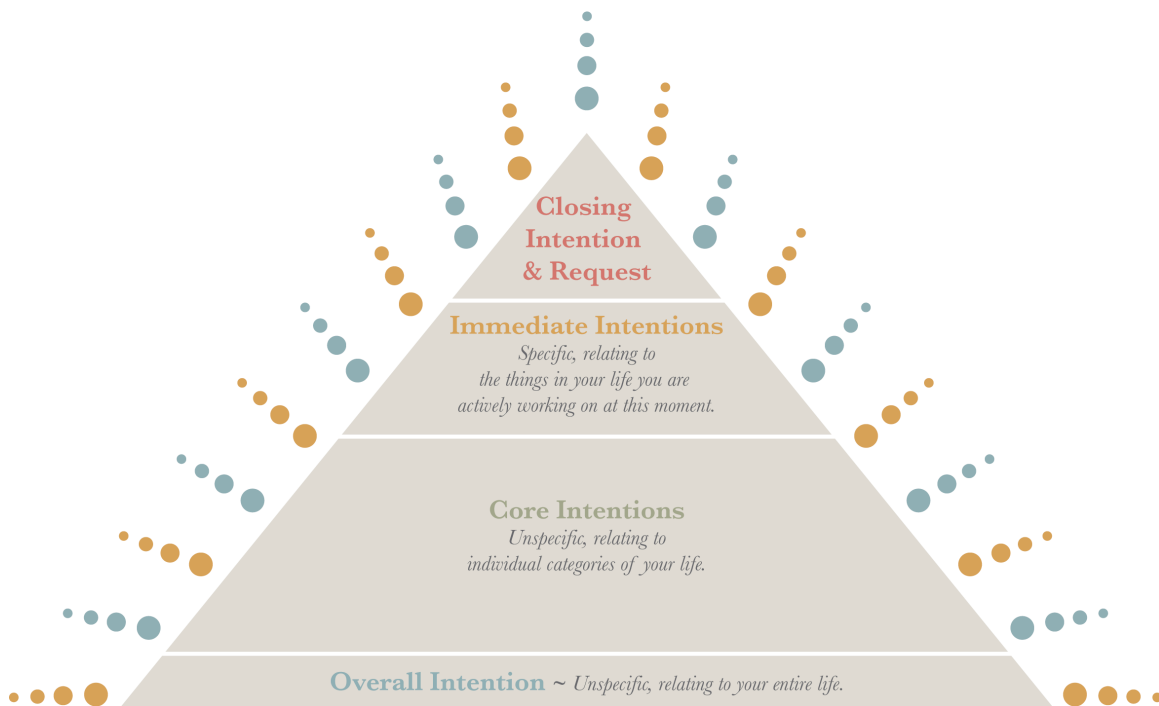 Closing
Intention
& Request
Immediate Intentions
Specific, relating to
the things in your life you are
actively working on at this moment.
Core Intentions
Unspecific, relating to
individual categories of your life.
Overall Intention ~ Unspecific, relating to your entire life.